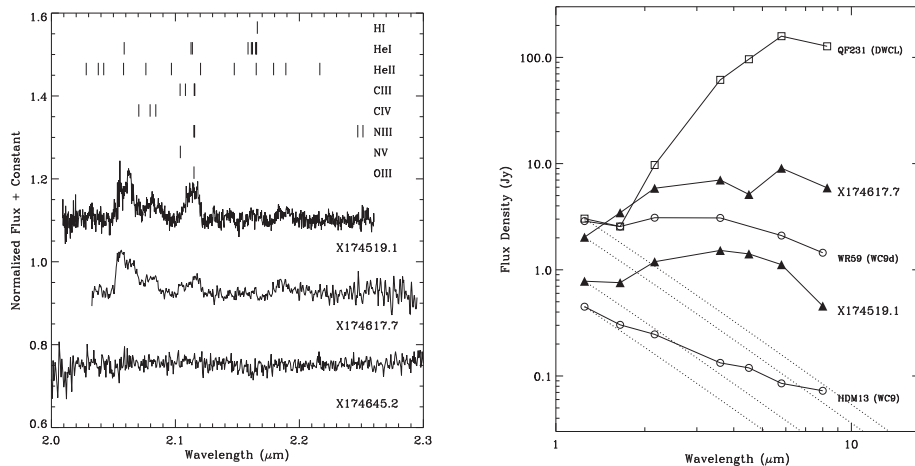 1.6
HI
HeI
HeII
1.4
CIII
CIV
NIII
NV
OIII
1.2
X174519.1
1.0
X174617.7
0.8
X174645.2
0.6
2.0 2.1 2.2 2.3
Wavelength (μm)
Normalized Flux + Constant
100.0
QF231 (DWCL)
10.0
X174617.7
WR59 (WC9d)
1.0
X174519.1
0.1
HDM13 (WC9)
1 10
Wavelength (μm)
Flux Density (Jy)